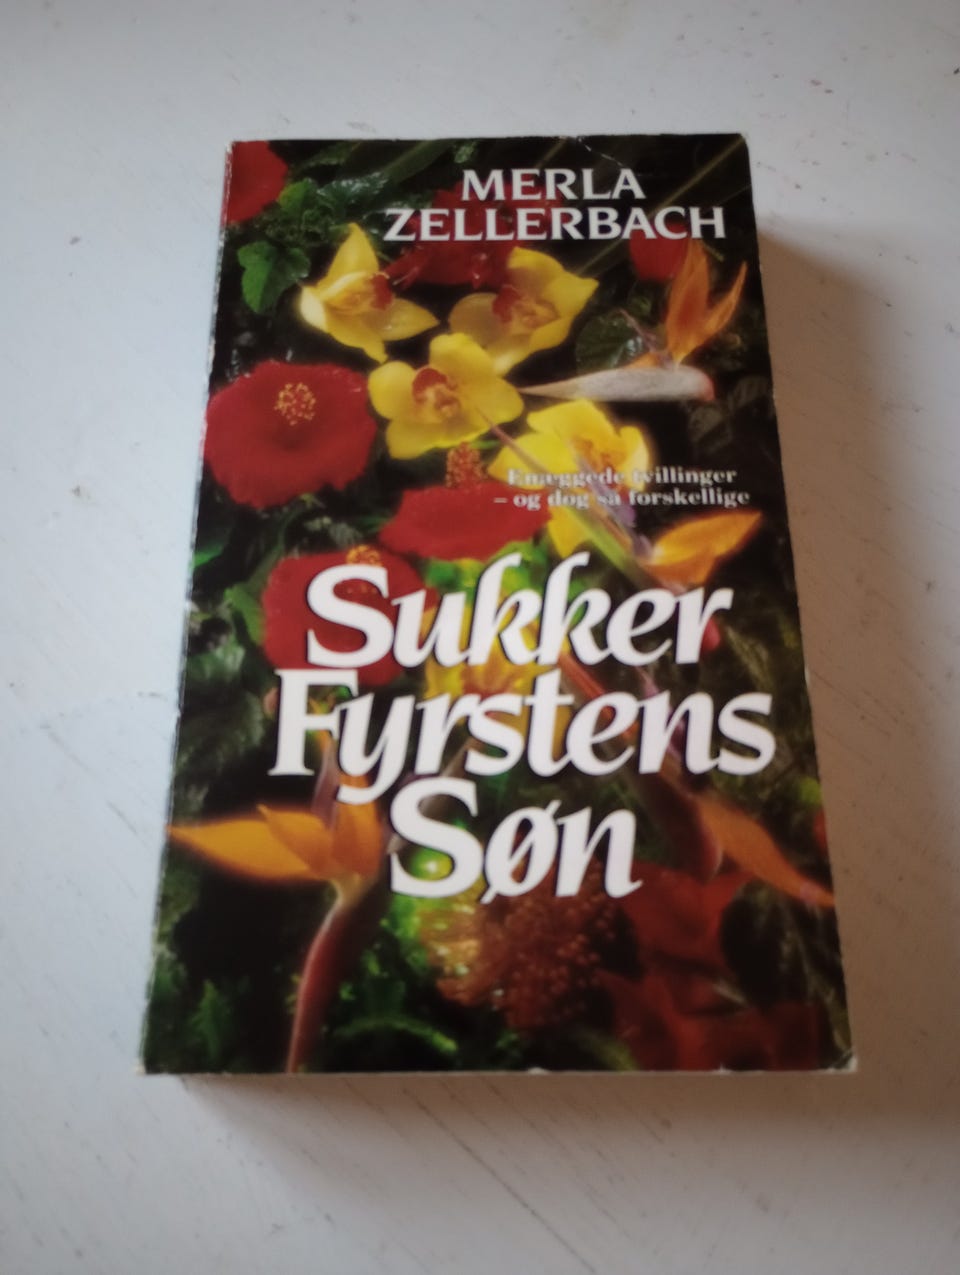 MERLA
ZELLERBACH
Enæggede tvillinger
– og dog så forskellige
Sukker
Fyrstens
Søn